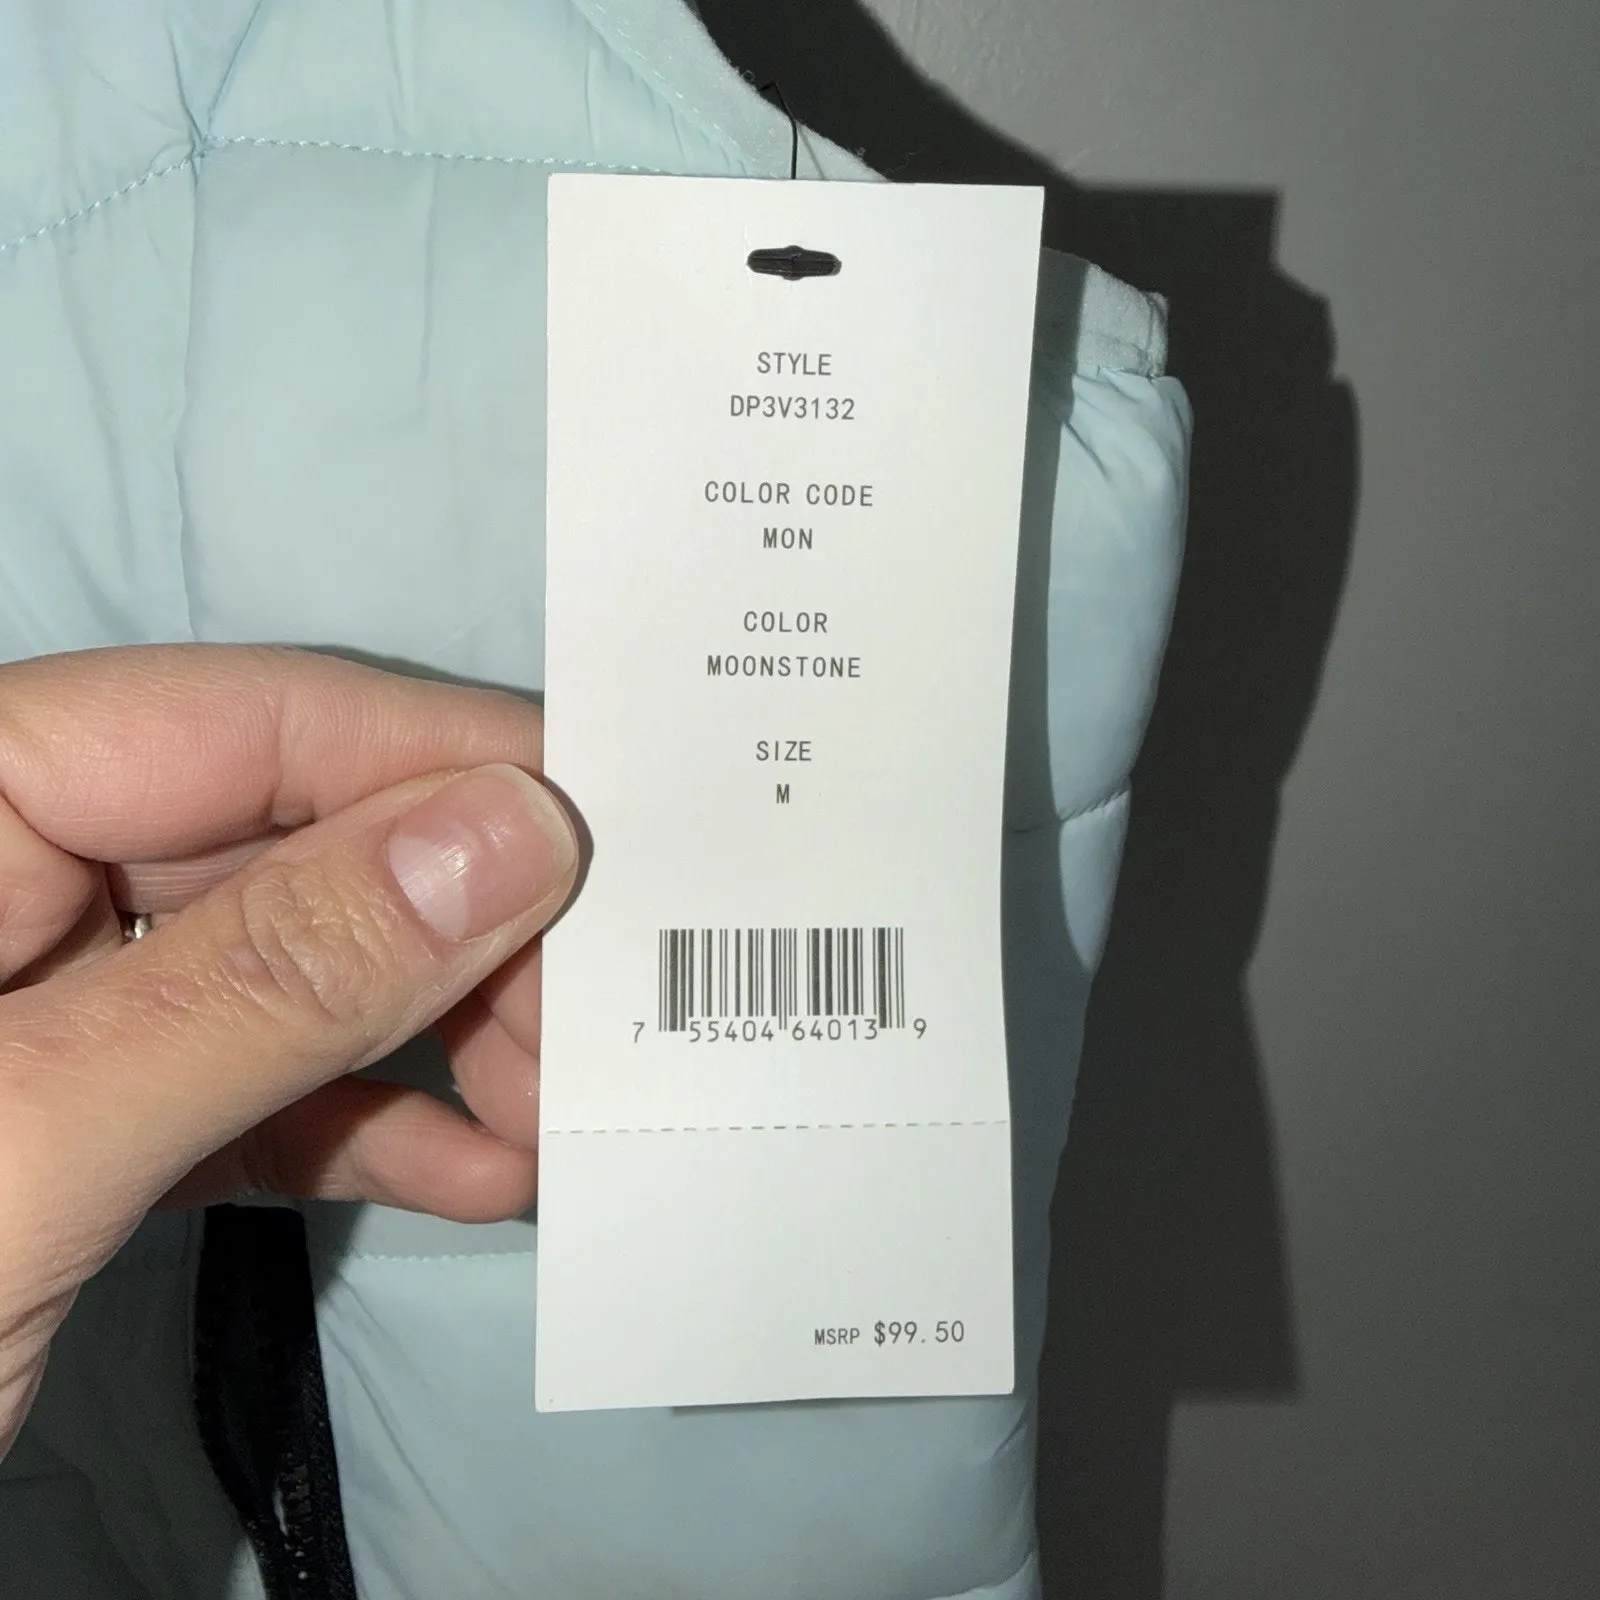 STYLE
DP3V3132
COLOR CODE
MON
COLOR
MOONSTONE
SIZE
M
7 55404 64013 9
MSRP $99.50